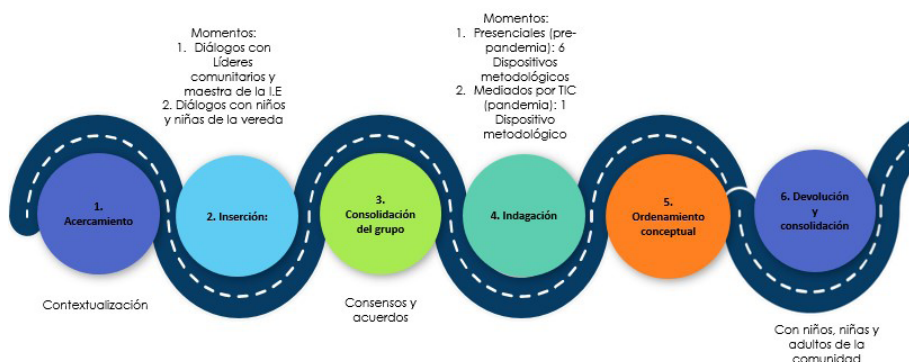 Momentos:
1. Diálogos con
Líderes
comunitarios y
maestra de la I.E
2. Diálogos con niños
y niñas de la vereda
Momentos:
1. Presenciales (pre-
pandemia): 6
Dispositivos
metodológicos
2. Mediados por TIC
(pandemia): 1
Dispositivo
metodológico
1.
Acercamiento
2. Inserción:
3.
Consolidación
del grupo
4. Indagación
5.
Ordenamiento
conceptual
6. Devolución
y
consolidación
Contextualización
Consensos y
acuerdos
Con niños, niñas y
adultos de la
comunidad